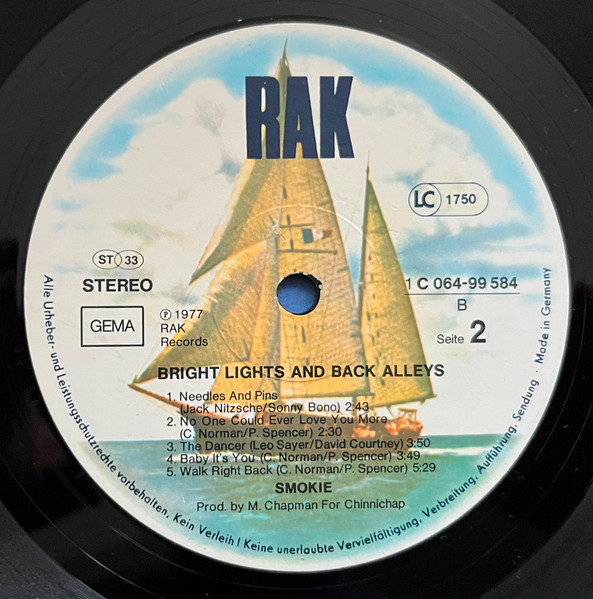 RAK
LC 1750
ST 33
STEREO
1 C 064-99 584
B
GEMA
℗ 1977
RAK
Records
Seite 2
BRIGHT LIGHTS AND BACK ALLEYS
1. Needles And Pins
(Jack Nitzsche/Sonny Bono) 2:43
2. No One Could Ever Love You More
(C. Norman/P. Spencer) 2:30
3. The Dancer (Leo Sayer/David Courtney) 3:50
4. Baby It's You (C. Norman/P. Spencer) 3:49
5. Walk Right Back (C. Norman/P. Spencer) 5:29
SMOKIE
Prod. by M. Chapman For Chinnichap
Alle Urheber- und Leistungsschutzrechte vorbehalten. Kein Verleih! Keine unerlaubte Vervielfältigung, Verbreitung, Aufführung, Sendung · Made in Germany